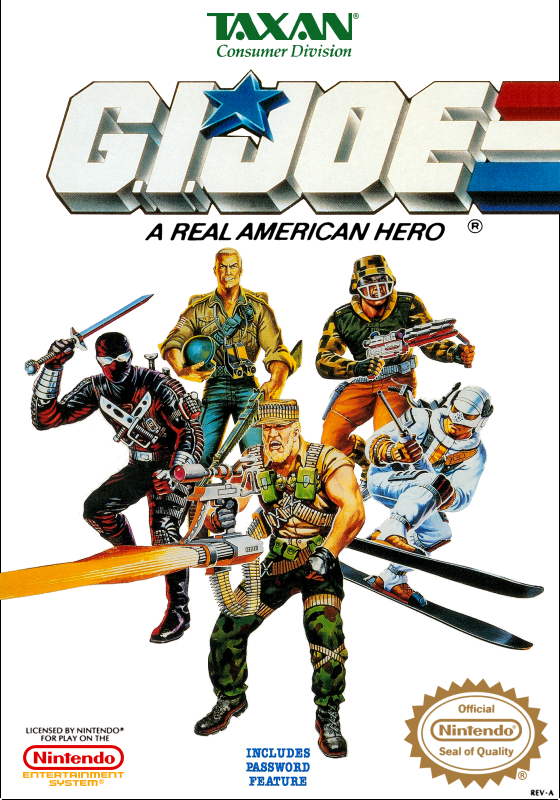 TAXAN®
Consumer Division
G.I.JOE
A REAL AMERICAN HERO ®
LICENSED BY NINTENDO®
FOR PLAY ON THE
Nintendo
ENTERTAINMENT
SYSTEM®
INCLUDES
PASSWORD
FEATURE
Official
Nintendo®
Seal of Quality
®
REV-A